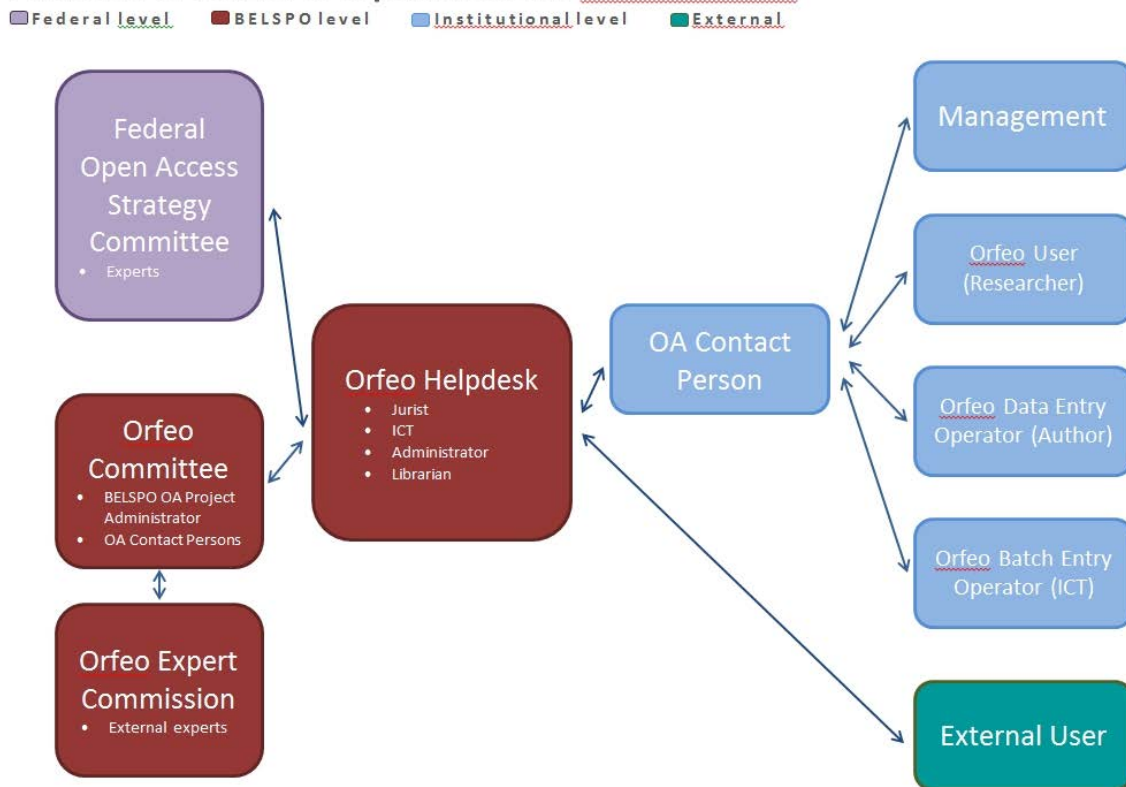 Federal level BELSPO level Institutional level External
Federal
Open Access
Strategy
Committee
• Experts
Orfeo
Committee
• BELSPO OA Project
Administrator
• OA Contact Persons
Orfeo Expert
Commission
• External experts
Orfeo Helpdesk
• Jurist
• ICT
• Administrator
• Librarian
OA Contact
Person
Management
Orfeo User
(Researcher)
Orfeo Data Entry
Operator (Author)
Orfeo Batch Entry
Operator (ICT)
External User